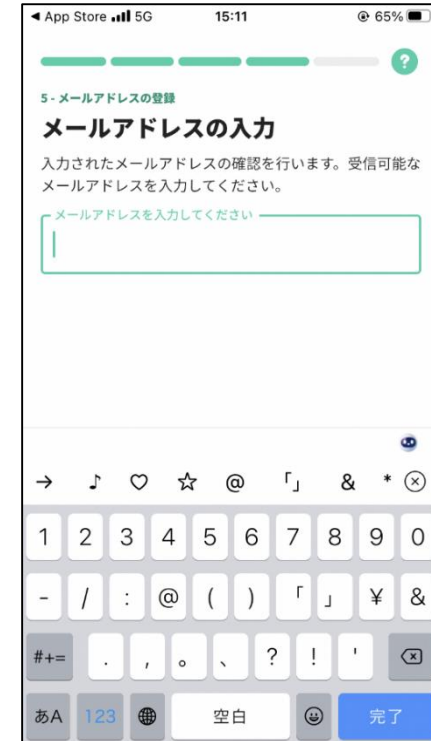 ◀ App Store 5G 15:11 65%
?
5 - メールアドレスの登録
メールアドレスの入力
入力されたメールアドレスの確認を行います。受信可能な
メールアドレスを入力してください。
メールアドレスを入力してください
→ ♪ ♡ ☆ @ 「」 & *
1 2 3 4 5 6 7 8 9 0
- / : @ ( ) 「 」 ¥ &
#+= . , 。 、 ? ! '
あA 123 空白 完了